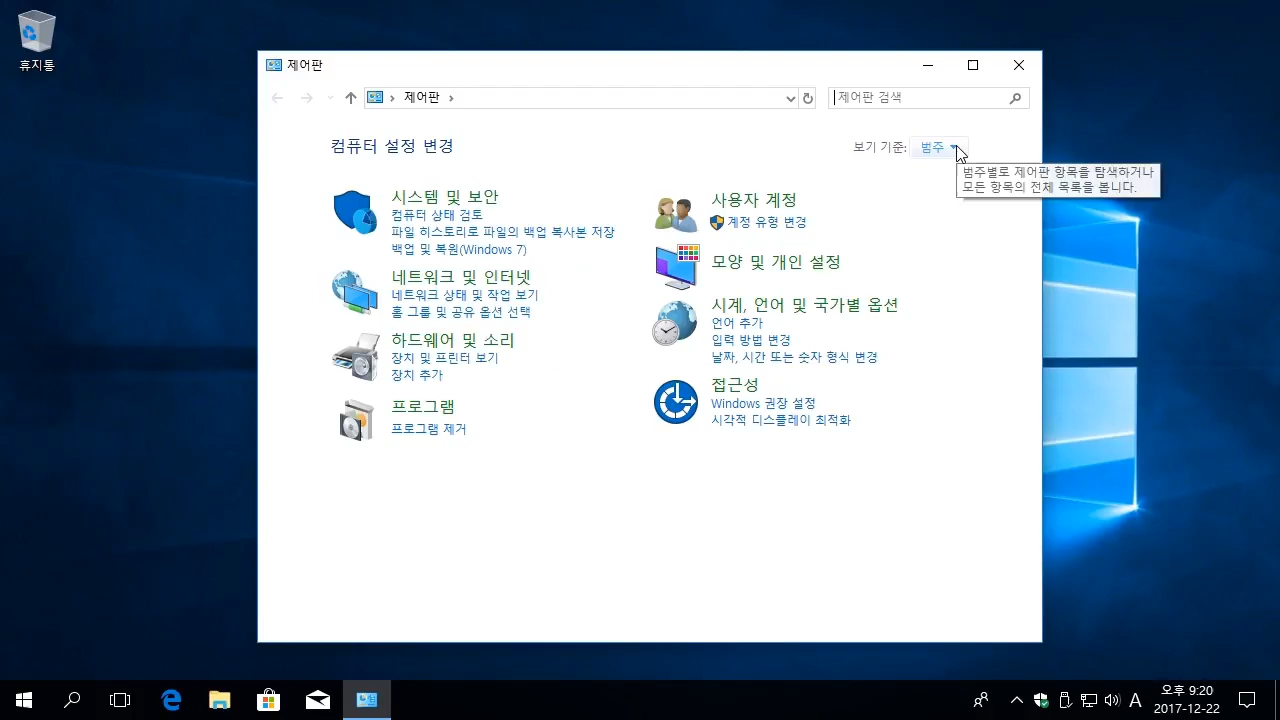 휴지통
제어판
제어판
제어판 검색
컴퓨터 설정 변경
보기 기준: 범주
범주별로 제어판 항목을 탐색하거나
모든 항목의 전체 목록을 봅니다.
시스템 및 보안
컴퓨터 상태 검토
파일 히스토리로 파일의 백업 복사본 저장
백업 및 복원(Windows 7)
네트워크 및 인터넷
네트워크 상태 및 작업 보기
홈 그룹 및 공유 옵션 선택
하드웨어 및 소리
장치 및 프린터 보기
장치 추가
프로그램
프로그램 제거
사용자 계정
계정 유형 변경
모양 및 개인 설정
시계, 언어 및 국가별 옵션
언어 추가
입력 방법 변경
날짜, 시간 또는 숫자 형식 변경
접근성
Windows 권장 설정
시각적 디스플레이 최적화
A
오후 9:20
2017-12-22